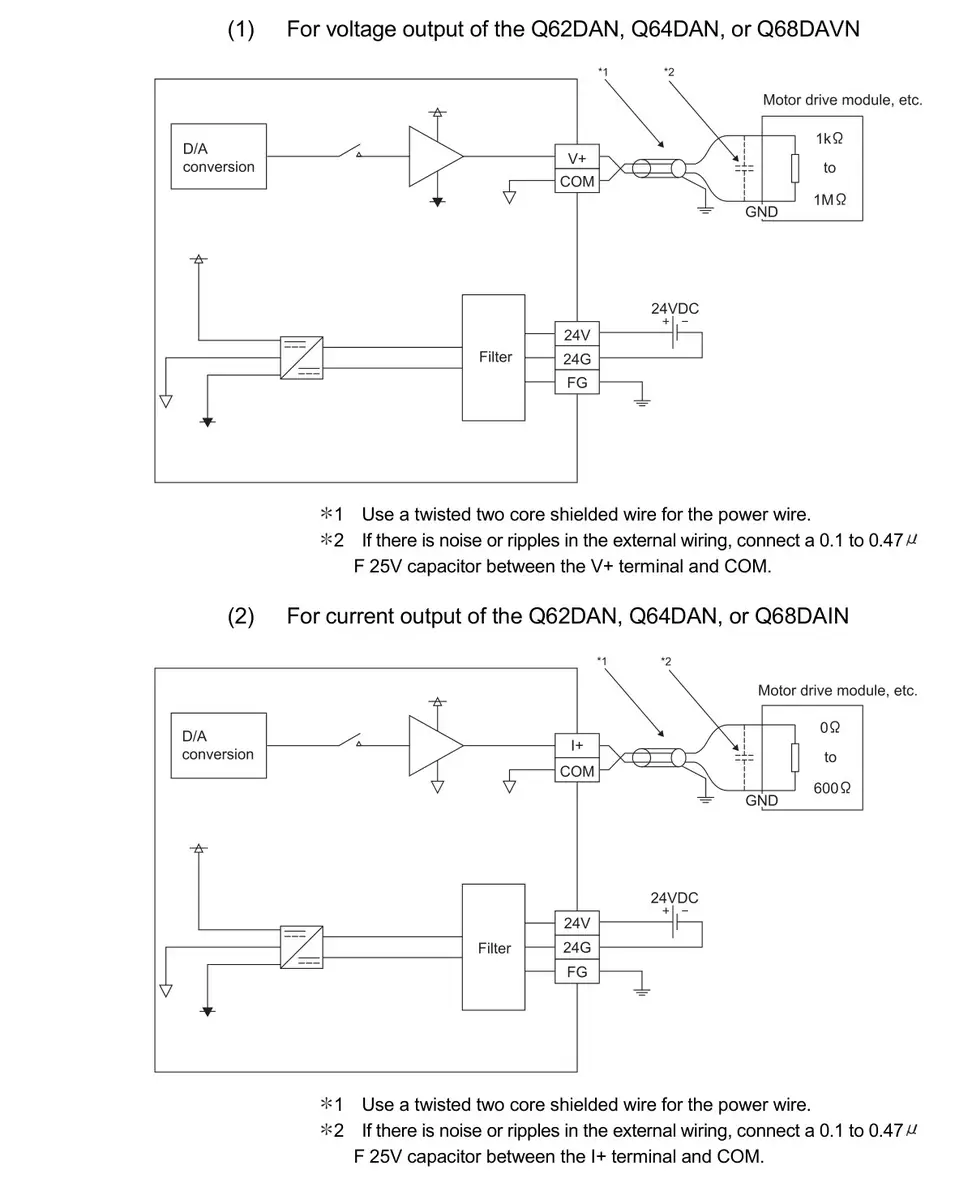 (1) For voltage output of the Q62DAN, Q64DAN, or Q68DAVN
*1 *2
Motor drive module, etc.
D/A
conversion
V+
COM
1kΩ
to
1MΩ
GND
24VDC
+ −
Filter
24V
24G
FG
*1 Use a twisted two core shielded wire for the power wire.
*2 If there is noise or ripples in the external wiring, connect a 0.1 to 0.47μ
F 25V capacitor between the V+ terminal and COM.
(2) For current output of the Q62DAN, Q64DAN, or Q68DAIN
*1 *2
Motor drive module, etc.
D/A
conversion
I+
COM
0Ω
to
600Ω
GND
24VDC
+ −
Filter
24V
24G
FG
*1 Use a twisted two core shielded wire for the power wire.
*2 If there is noise or ripples in the external wiring, connect a 0.1 to 0.47μ
F 25V capacitor between the I+ terminal and COM.